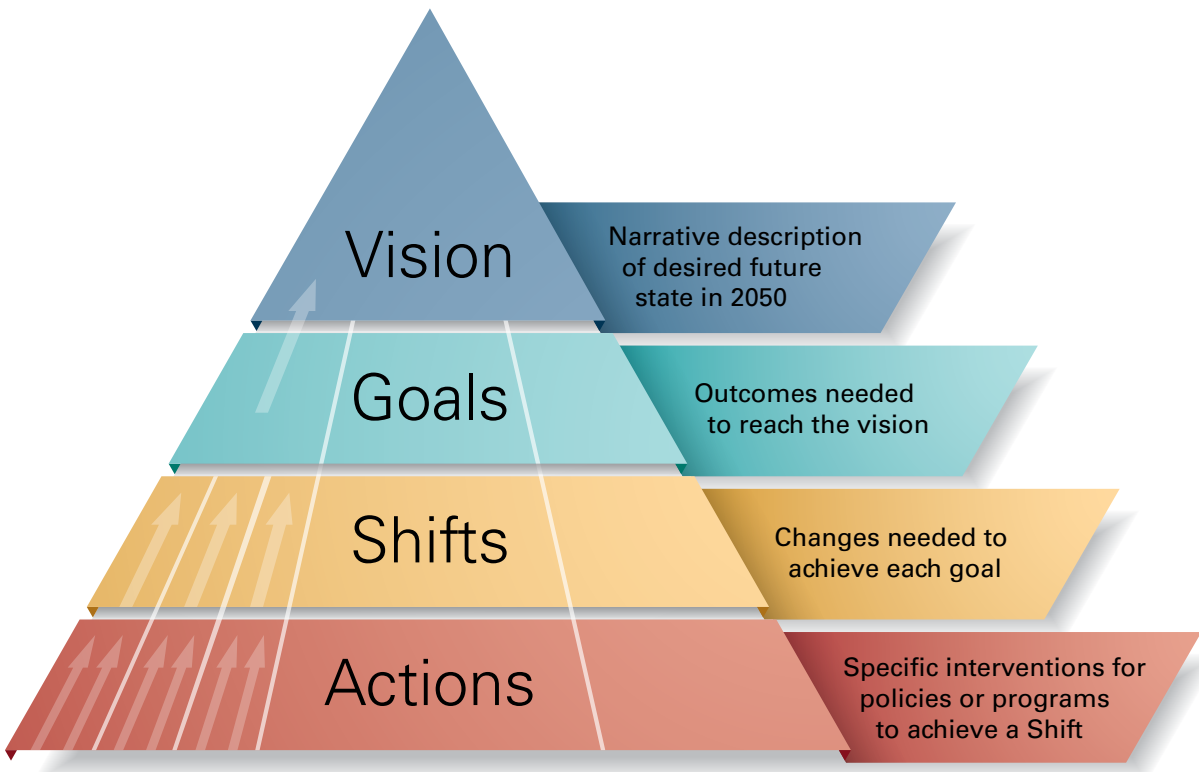 Vision
Narrative description
of desired future
state in 2050
Goals
Outcomes needed
to reach the vision
Shifts
Changes needed to
achieve each goal
Actions
Specific interventions for
policies or programs
to achieve a Shift